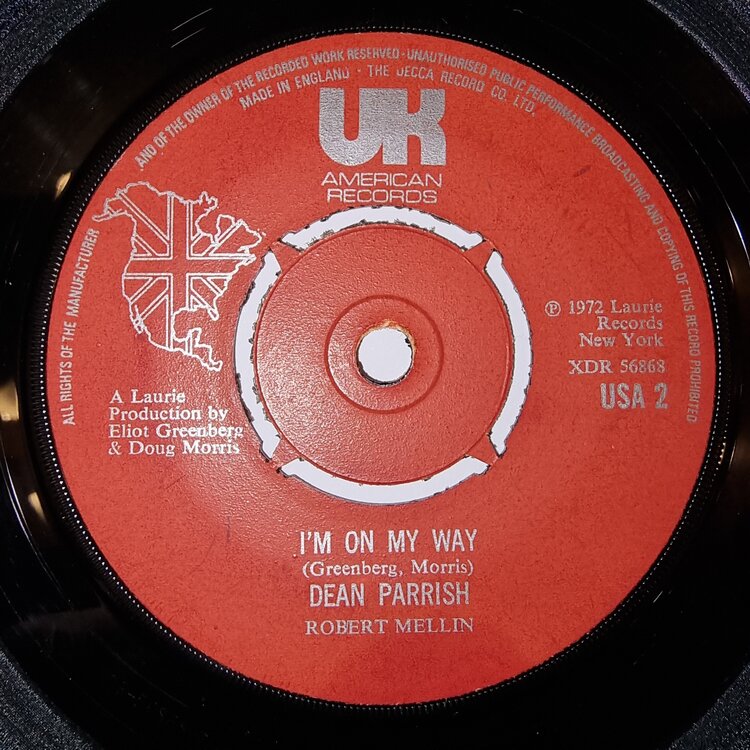 ALL RIGHTS OF THE MANUFACTURER AND OF THE OWNER OF THE RECORDED WORK RESERVED · UNAUTHORISED PUBLIC PERFORMANCE BROADCASTING AND COPYING OF THIS RECORD PROHIBITED
MADE IN ENGLAND · THE DECCA RECORD CO. LTD.
UK
AMERICAN
RECORDS
℗ 1972 Laurie
Records
New York
XDR 56868
USA 2
A Laurie
Production by
Eliot Greenberg
& Doug Morris
I'M ON MY WAY
(Greenberg, Morris)
DEAN PARRISH
ROBERT MELLIN